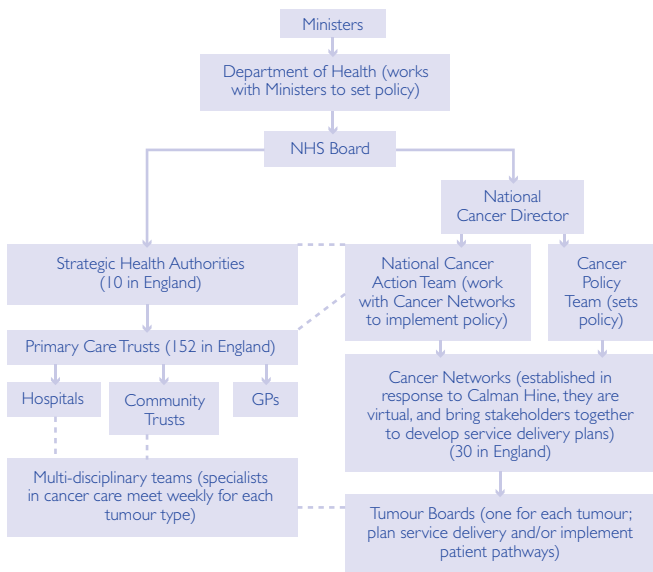 Ministers
Department of Health (works
with Ministers to set policy)
NHS Board
National
Cancer Director
Strategic Health Authorities
(10 in England)
National Cancer
Action Team (work
with Cancer Networks
to implement policy)
Cancer
Policy
Team (sets
policy)
Primary Care Trusts (152 in England)
Hospitals
Community
Trusts
GPs
Cancer Networks (established in
response to Calman Hine, they are
virtual, and bring stakeholders together
to develop service delivery plans)
(30 in England)
Multi-disciplinary teams (specialists
in cancer care meet weekly for each
tumour type)
Tumour Boards (one for each tumour;
plan service delivery and/or implement
patient pathways)